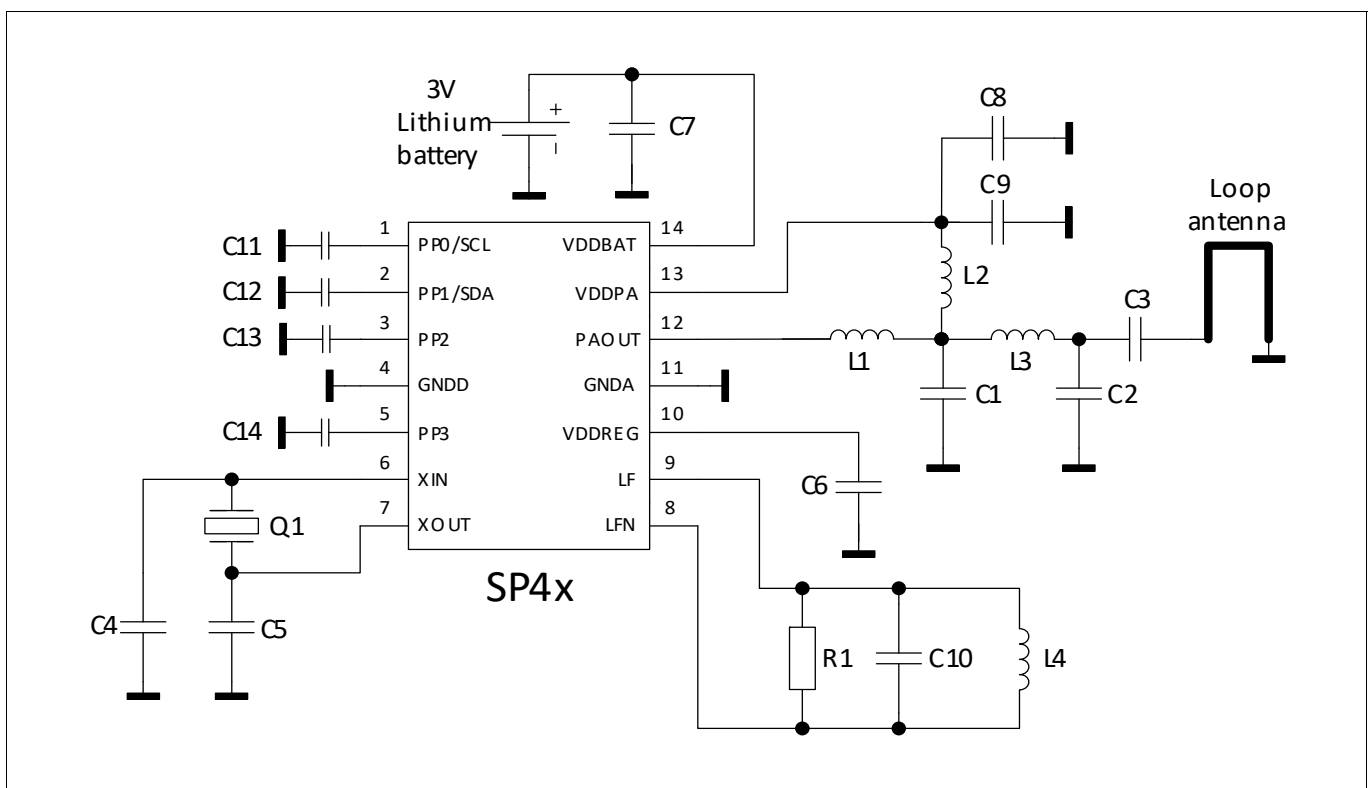 3V
Lithium
battery
+
−
C7
C8
C9
Loop
antenna
L2
C3
L1
L3
C1
C2
C11
1
PP0/SCL
VDDBAT
14
C12
2
PP1/SDA
VDDPA
13
C13
3
PP2
PAOUT
12
4
GNDD
GNDA
11
C14
5
PP3
VDDREG
10
6
XIN
LF
9
7
XOUT
LFN
8
C6
Q1
SP4x
C4
C5
R1
C10
L4